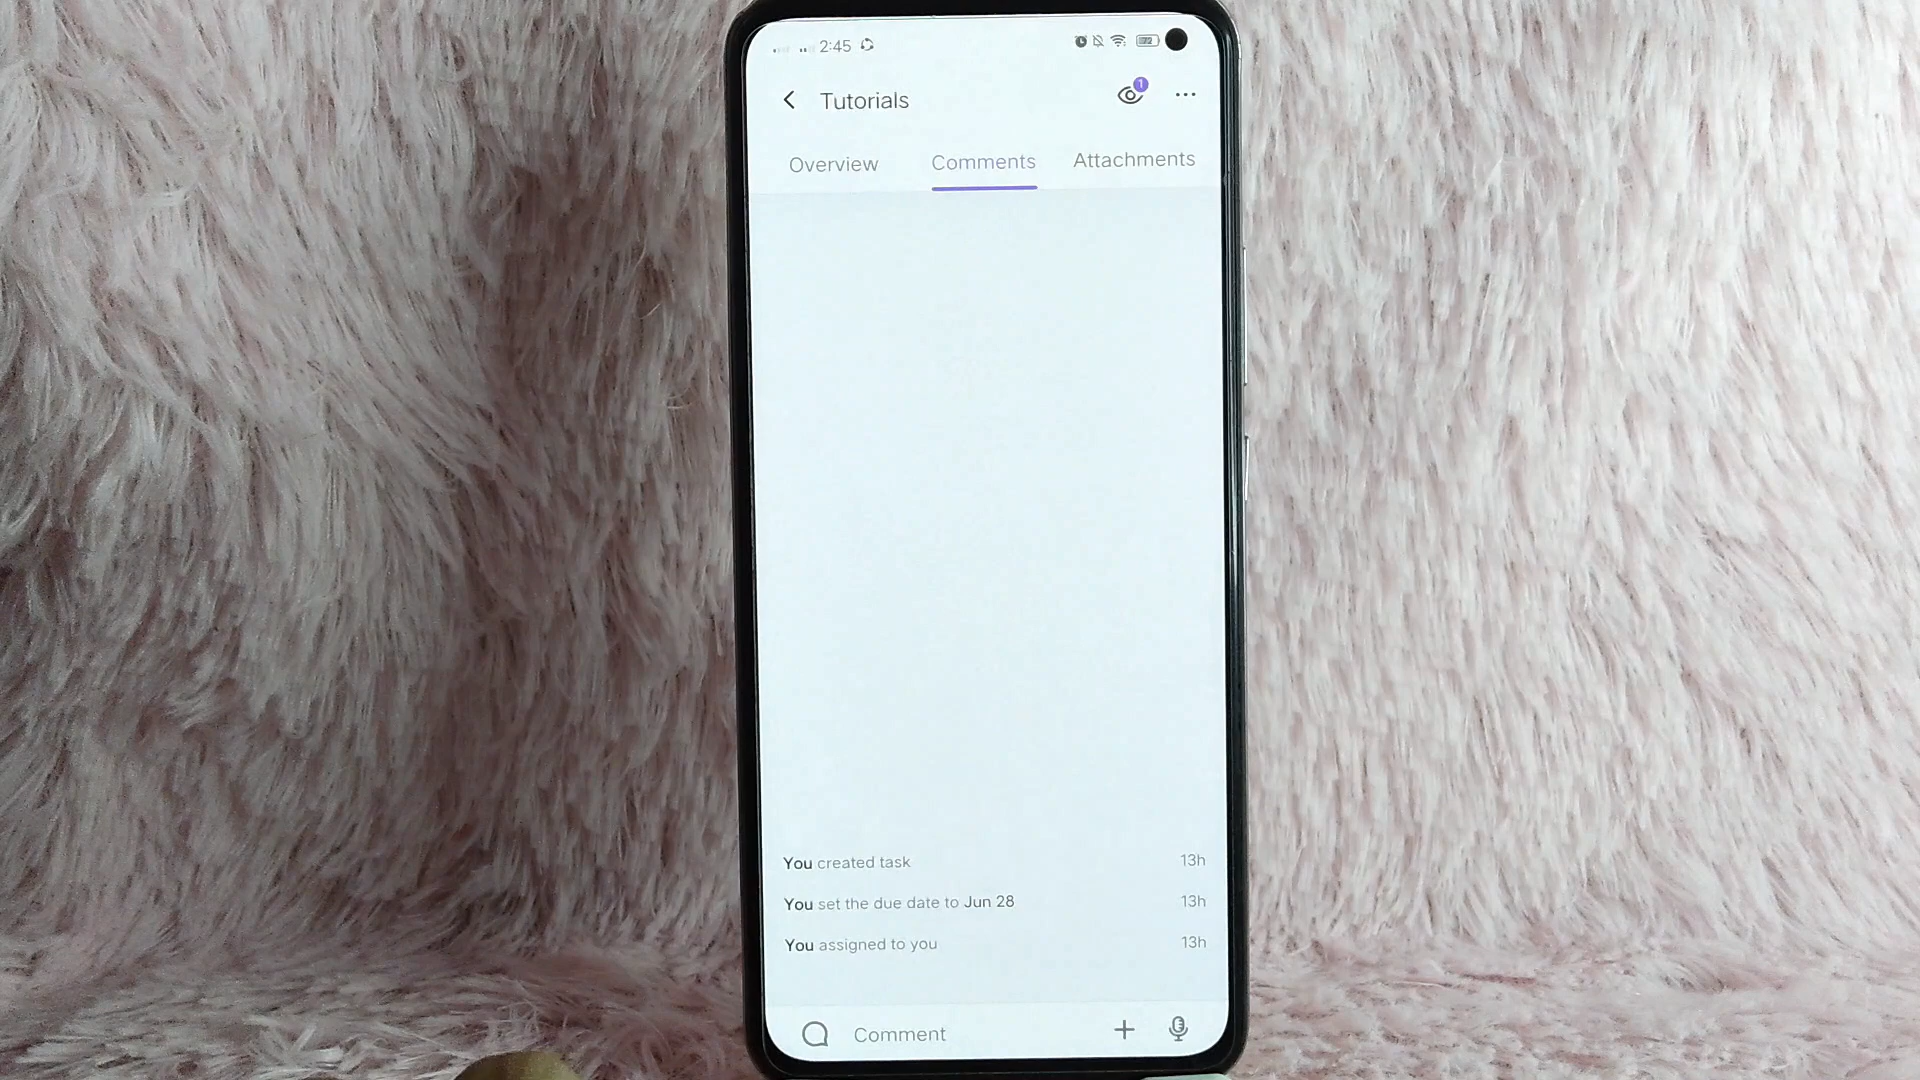 2:45 72
Tutorials 1
Overview Comments Attachments
You created task 13h
You set the due date to Jun 28 13h
You assigned to you 13h
Comment